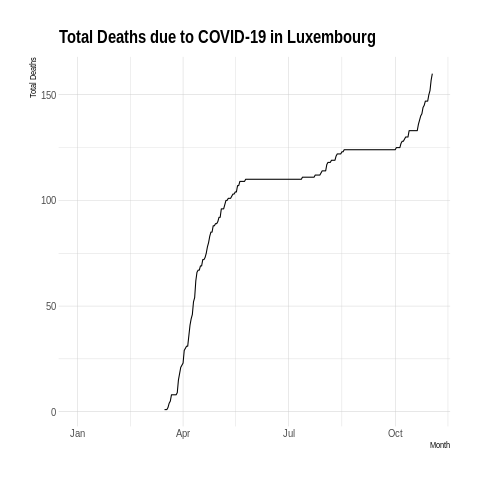 Total Deaths due to COVID-19 in Luxembourg
Total Deaths
150
100
50
0
Jan Apr Jul Oct
Month